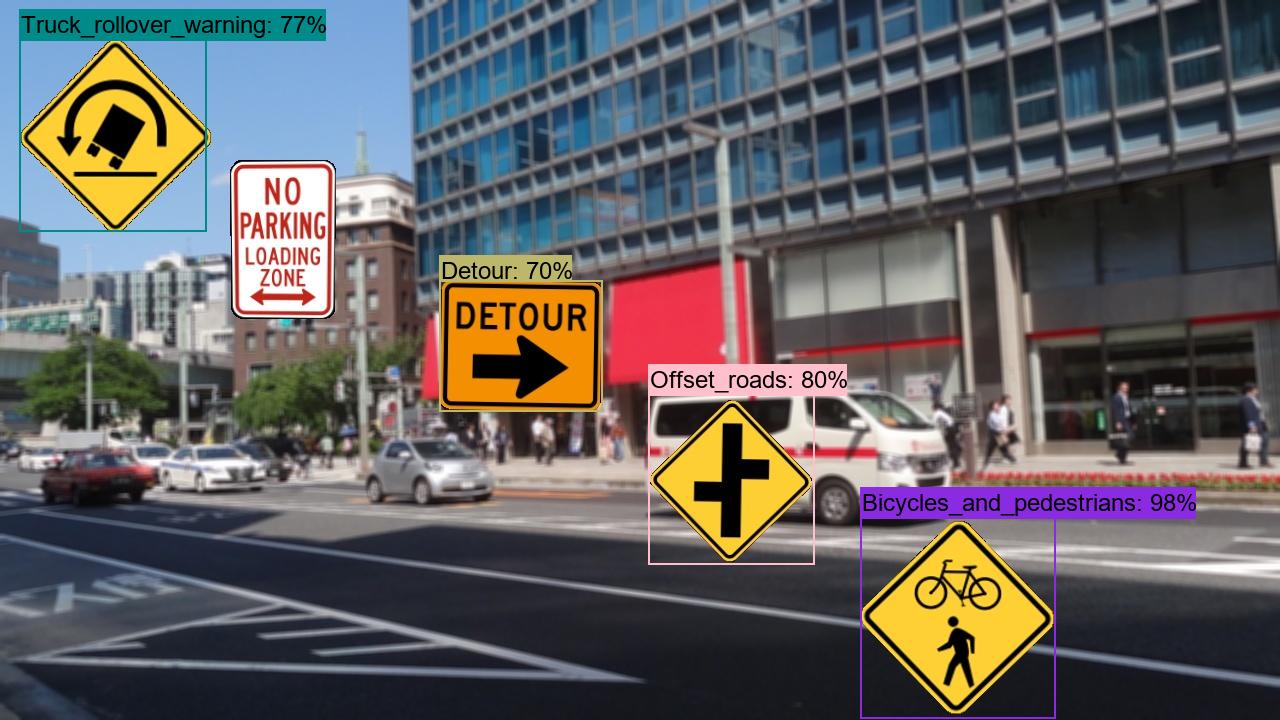 Truck_rollover_warning: 77%
NO
PARKING
LOADING
ZONE
Detour: 70%
DETOUR
Offset_roads: 80%
Bicycles_and_pedestrians: 98%